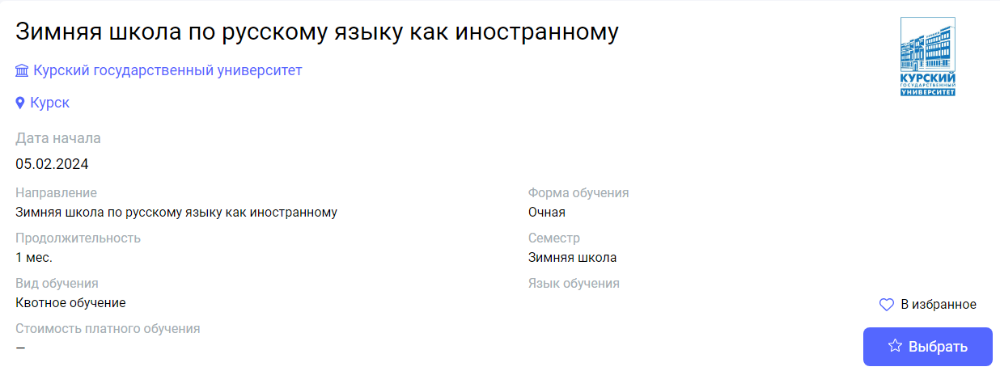 Зимняя школа по русскому языку как иностранному
Курский государственный университет
Курск
КУРСКИЙ
ГОСУДАРСТВЕННЫЙ
УНИВЕРСИТЕТ
Дата начала
05.02.2024
Направление
Зимняя школа по русскому языку как иностранному
Форма обучения
Очная
Продолжительность
1 мес.
Семестр
Зимняя школа
Вид обучения
Квотное обучение
Язык обучения
Стоимость платного обучения
—
В избранное
Выбрать